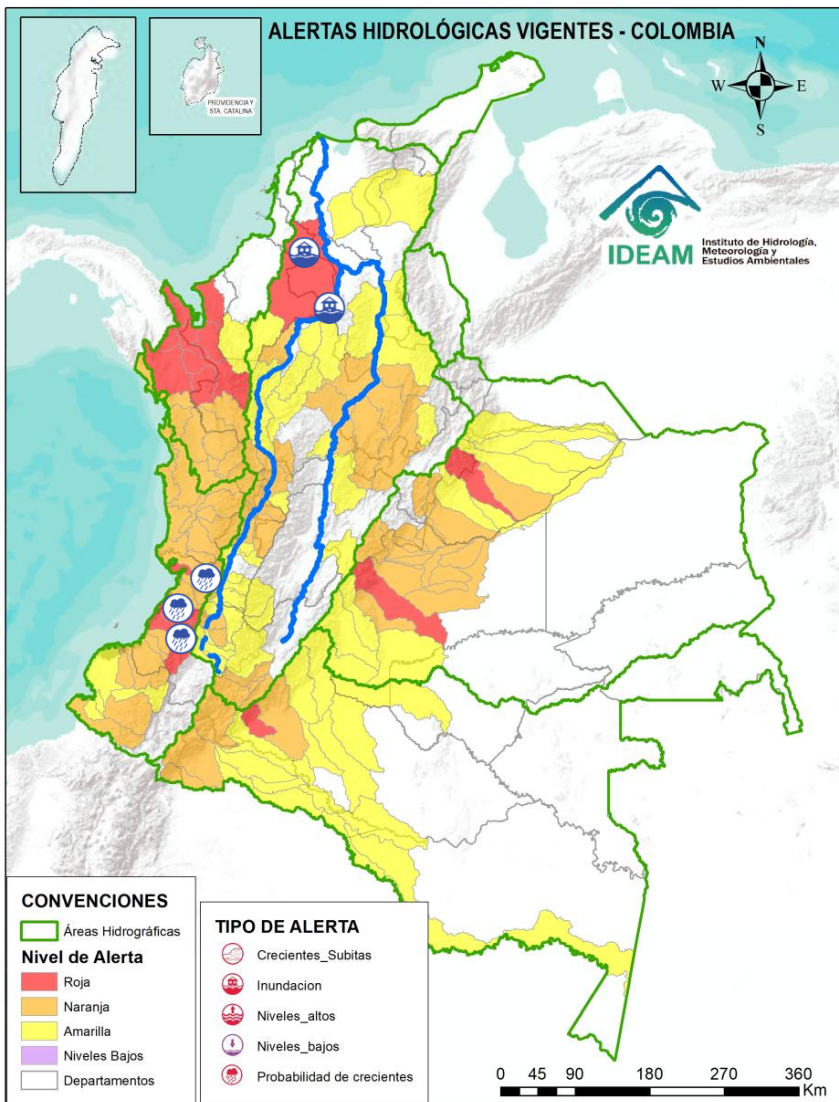 ALERTAS HIDROLÓGICAS VIGENTES - COLOMBIA
PROVIDENCIA Y
STA. CATALINA
N
W E
S
IDEAM
Instituto de Hidrología,
Meteorología y
Estudios Ambientales
CONVENCIONES
Áreas Hidrográficas
Nivel de Alerta
Roja
Naranja
Amarilla
Niveles Bajos
Departamentos
TIPO DE ALERTA
Crecientes_Subitas
Inundacion
Niveles_altos
Niveles_bajos
Probabilidad de crecientes
0 45 90 180 270 360
Km